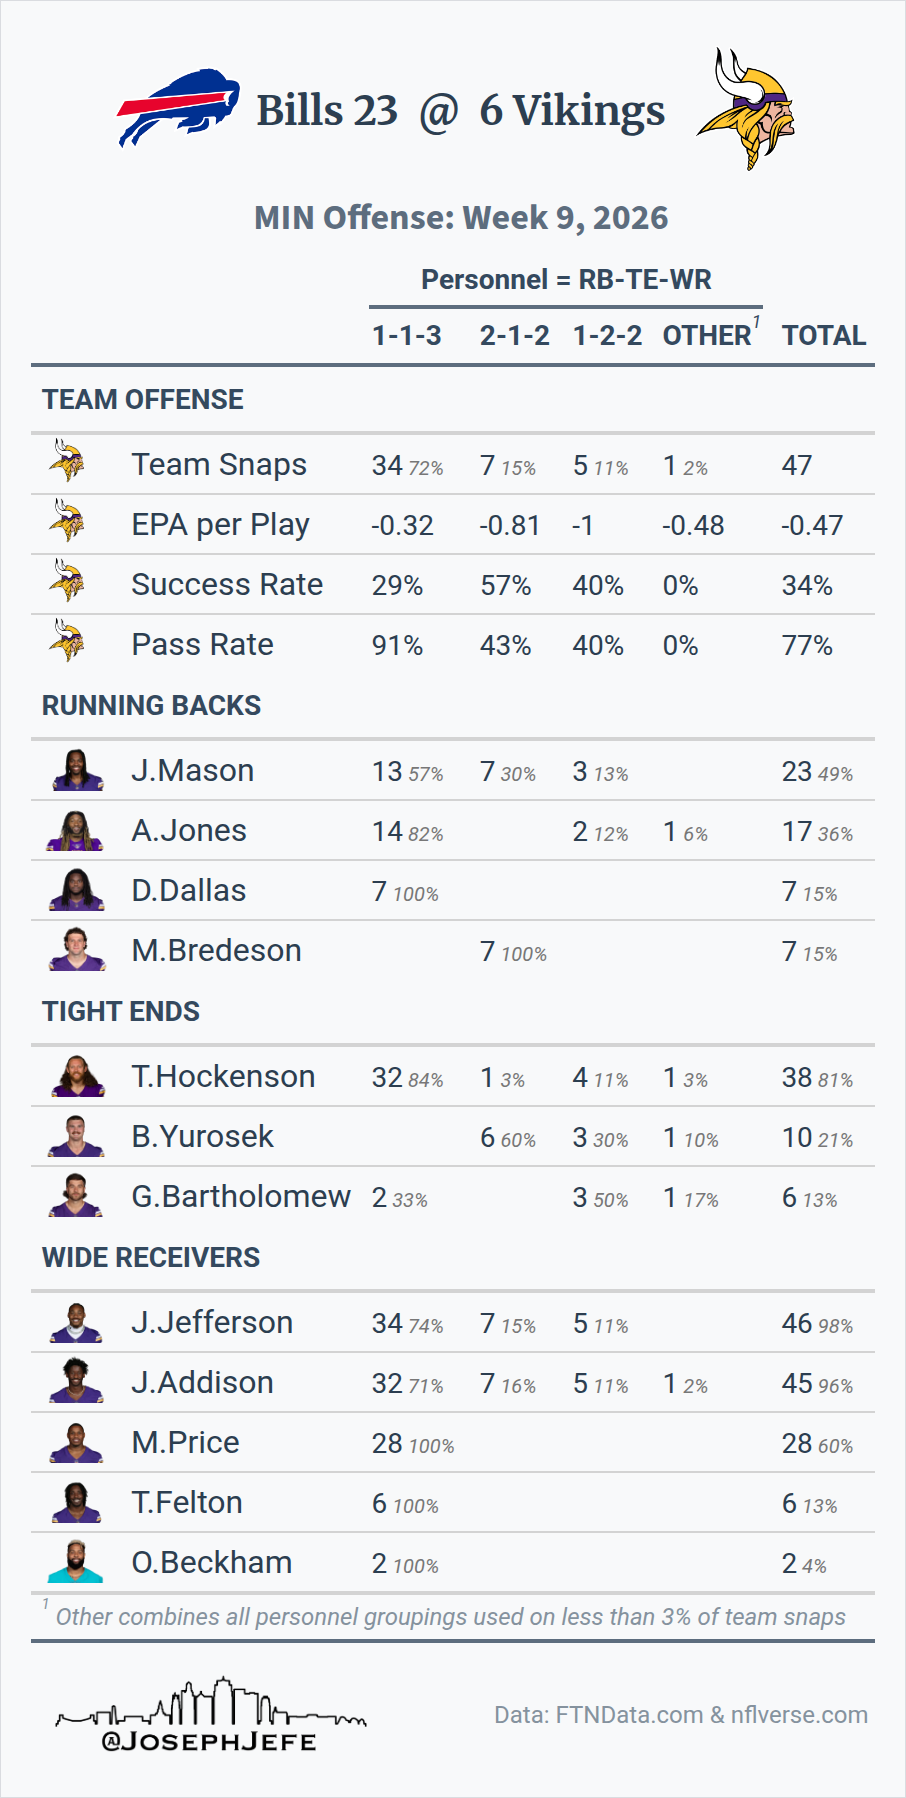 Bills 23 @ 6 Vikings
MIN Offense: Week 9, 2026
Personnel = RB-TE-WR
1-1-3 2-1-2 1-2-2 OTHER1 TOTAL
TEAM OFFENSE
Team Snaps 34 72% 7 15% 5 11% 1 2% 47
EPA per Play -0.32 -0.81 -1 -0.48 -0.47
Success Rate 29% 57% 40% 0% 34%
Pass Rate 91% 43% 40% 0% 77%
RUNNING BACKS
J.Mason 13 57% 7 30% 3 13% 23 49%
A.Jones 14 82% 2 12% 1 6% 17 36%
D.Dallas 7 100% 7 15%
M.Bredeson 7 100% 7 15%
TIGHT ENDS
T.Hockenson 32 84% 1 3% 4 11% 1 3% 38 81%
B.Yurosek 6 60% 3 30% 1 10% 10 21%
G.Bartholomew 2 33% 3 50% 1 17% 6 13%
WIDE RECEIVERS
J.Jefferson 34 74% 7 15% 5 11% 46 98%
J.Addison 32 71% 7 16% 5 11% 1 2% 45 96%
M.Price 28 100% 28 60%
T.Felton 6 100% 6 13%
O.Beckham 2 100% 2 4%
1 Other combines all personnel groupings used on less than 3% of team snaps
@JosephJefe
Data: FTNData.com & nflverse.com